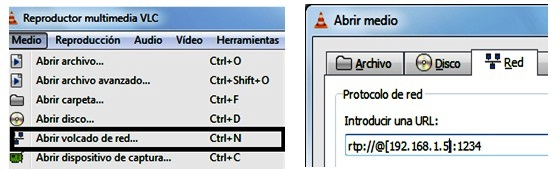 Reproductor multimedia VLC
Medio Reproducción Audio Vídeo Herramientas
Abrir archivo... Ctrl+O
Abrir archivo avanzado... Ctrl+Shift+O
Abrir carpeta... Ctrl+F
Abrir disco... Ctrl+D
Abrir volcado de red... Ctrl+N
Abrir dispositivo de captura... Ctrl+C
Abrir medio
Archivo Disco Red
Protocolo de red
Introducir una URL:
rtp://@[192.168.1.5]:1234